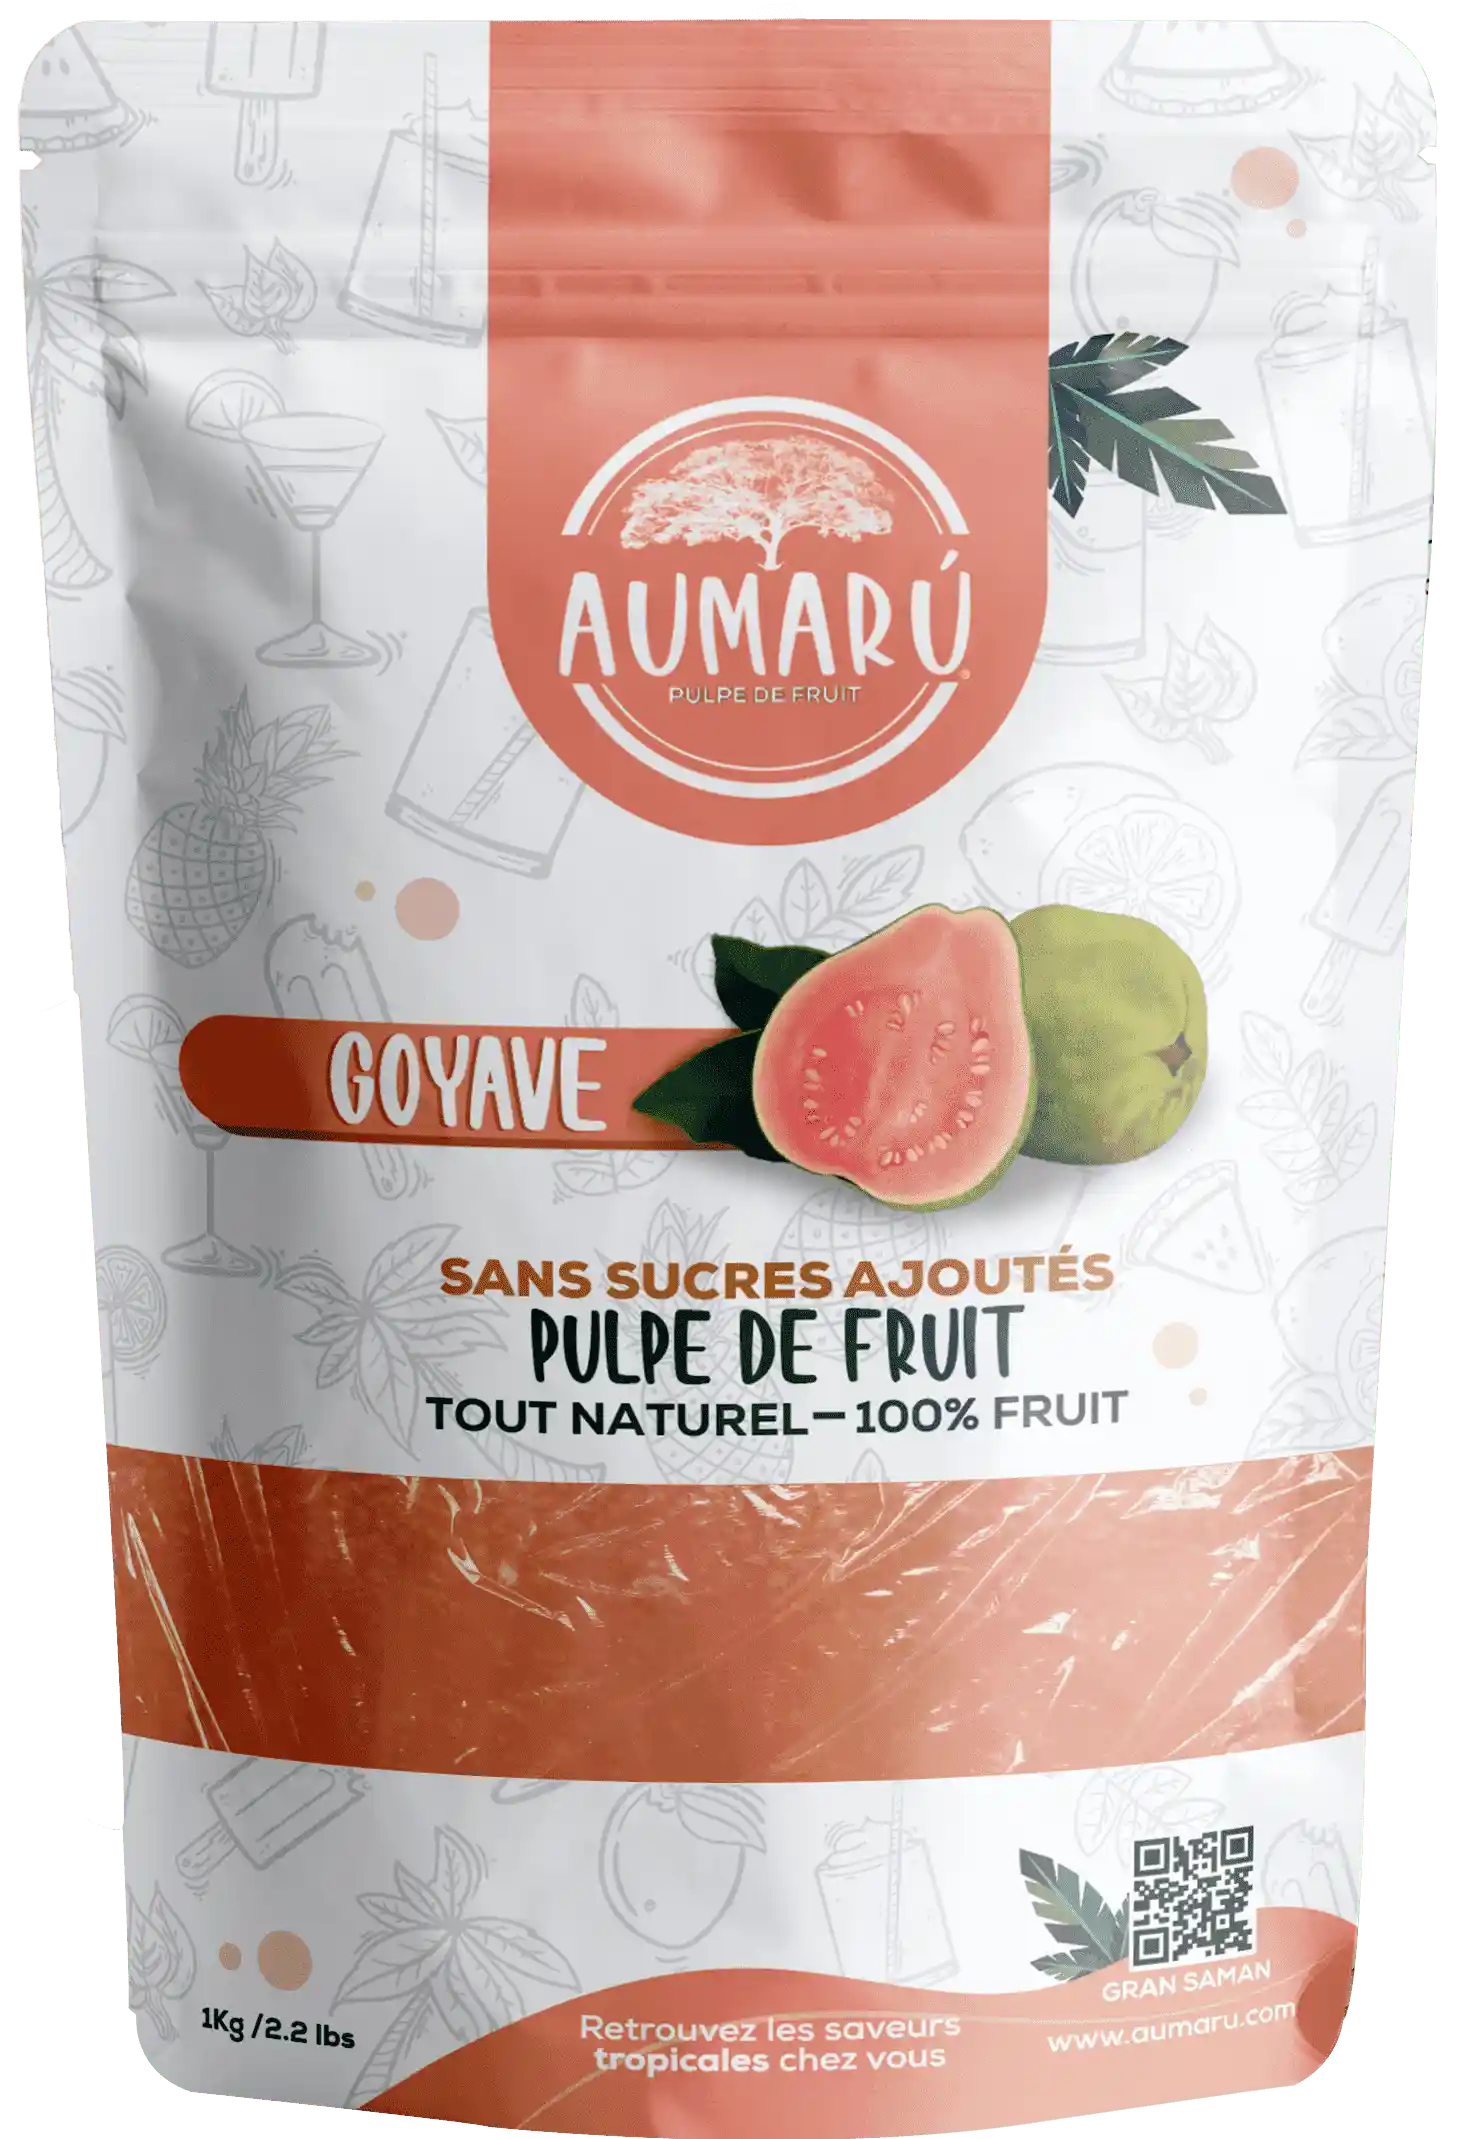 AUMARÚ
PULPE DE FRUIT
GOYAVE
SANS SUCRES AJOUTÉS
PULPE DE FRUIT
TOUT NATUREL—100% FRUIT
GRAN SAMAN
1Kg /2.2 lbs
Retrouvez les saveurs
tropicales chez vous
www.aumaru.com